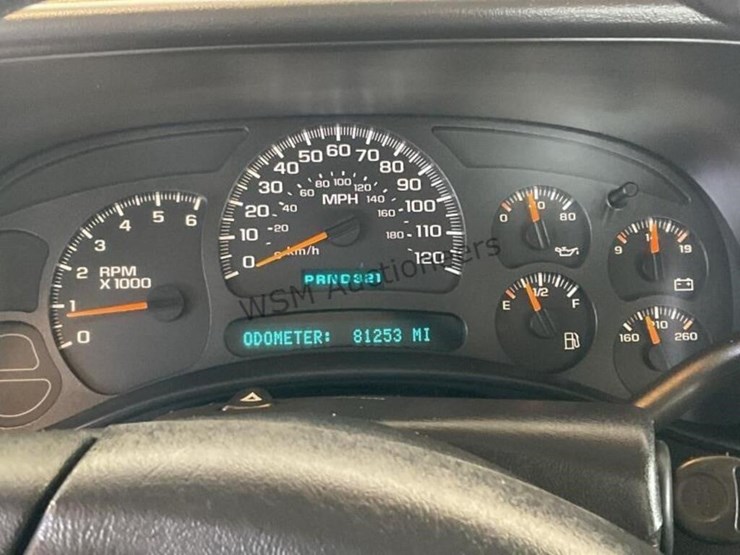 0 1 2 3 4 5 6
RPM
X 1000
0 10 20 30 40 50 60 70 80 90 100 110 120
20 40 60 80 100 120 140 160 180
MPH
km/h
PRND321
ODOMETER: 81253 MI
0 80
E 1/2 F
9 19
160 210 260
WSM Auctioneers